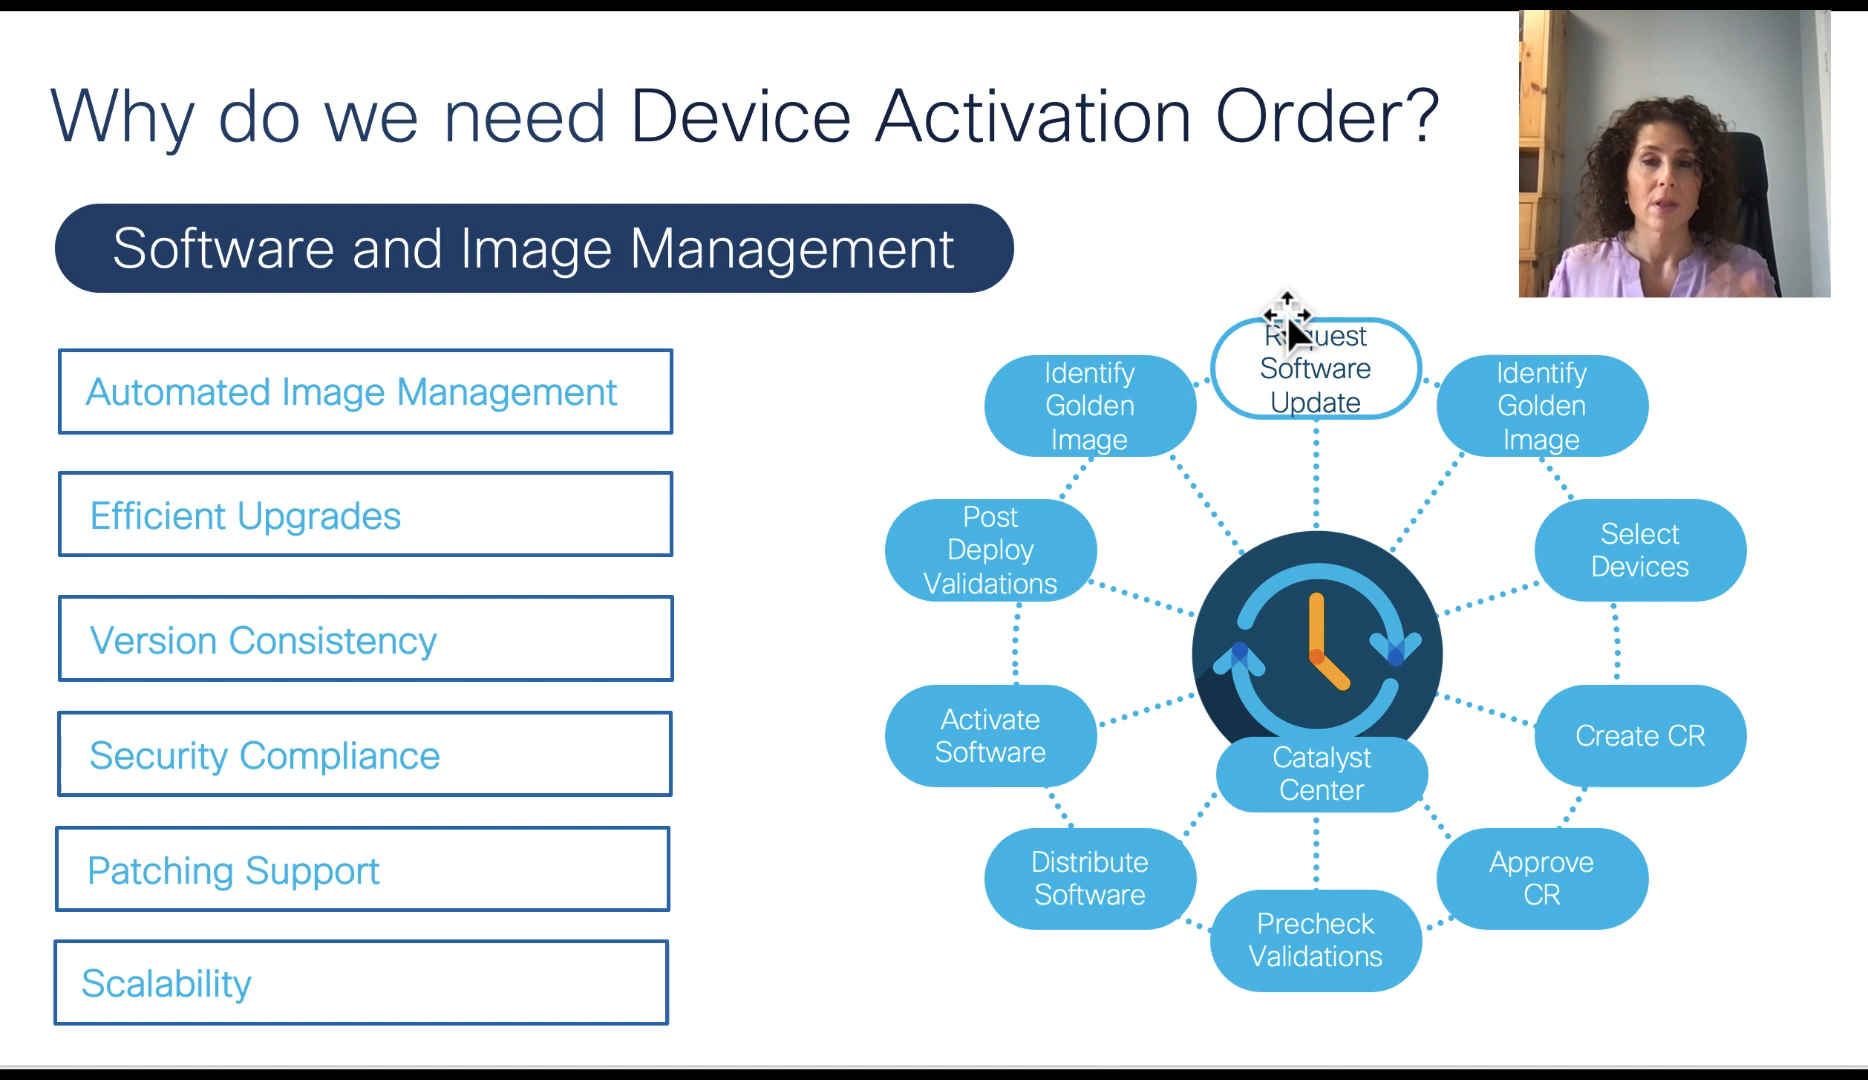 Why do we need Device Activation Order?
Software and Image Management
Automated Image Management
Efficient Upgrades
Version Consistency
Security Compliance
Patching Support
Scalability
Request
Software
Update
Identify
Golden
Image
Select
Devices
Create CR
Approve
CR
Precheck
Validations
Distribute
Software
Activate
Software
Post
Deploy
Validations
Identify
Golden
Image
Catalyst
Center